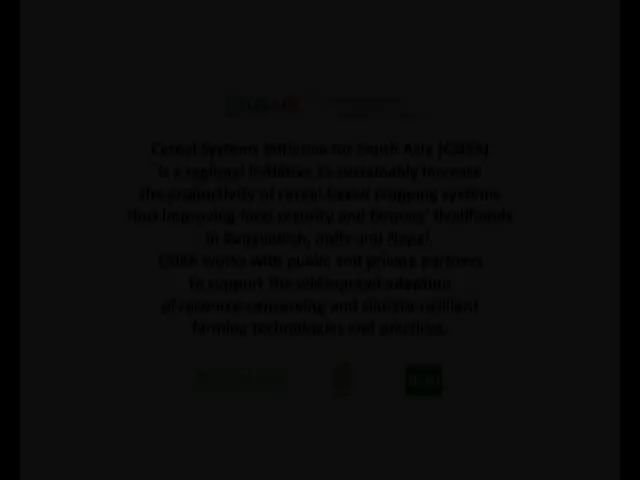 Cereal Systems Initiative for South Asia (CSISA)
is a regional initiative to sustainably increase
the productivity of cereal based cropping systems
thus improving food security and farmers' livelihoods
in Bangladesh, India and Nepal.
CSISA works with public and private partners
to support the widespread adoption
of resource-conserving and climate-resilient
farming technologies and practices.